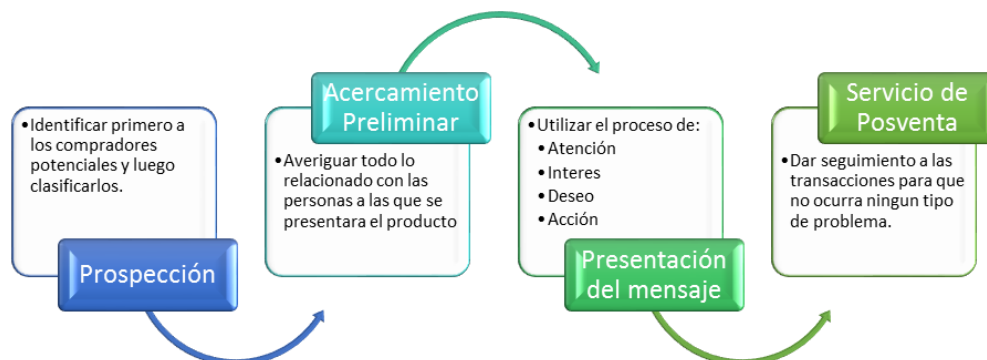 •Identificar primero a
los compradores
potenciales y luego
clasificarlos.
Prospección
Acercamiento
Preliminar
•Averiguar todo lo
relacionado con las
personas a las que se
presentara el producto
•Utilizar el proceso de:
•Atención
•Interes
•Deseo
•Acción
Presentación
del mensaje
Servicio de
Posventa
•Dar seguimiento a las
transacciones para que
no ocurra ningun tipo
de problema.